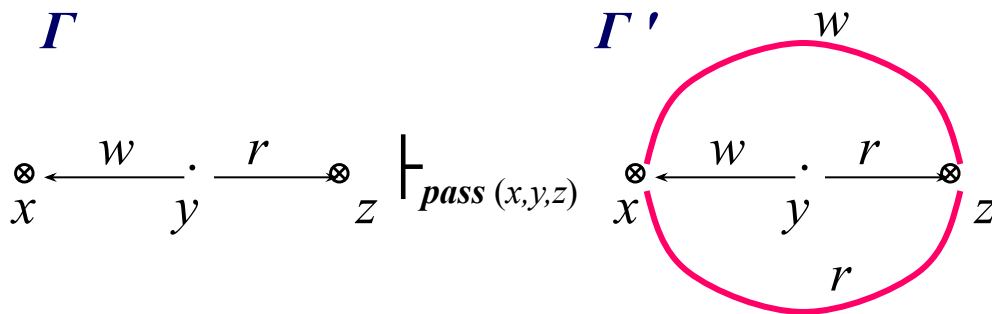 Γ Γ ′
w
w r w r
⊗ . ⊗ ⊢ ⊗ . ⊗
x y z pass (x,y,z) x y z
r